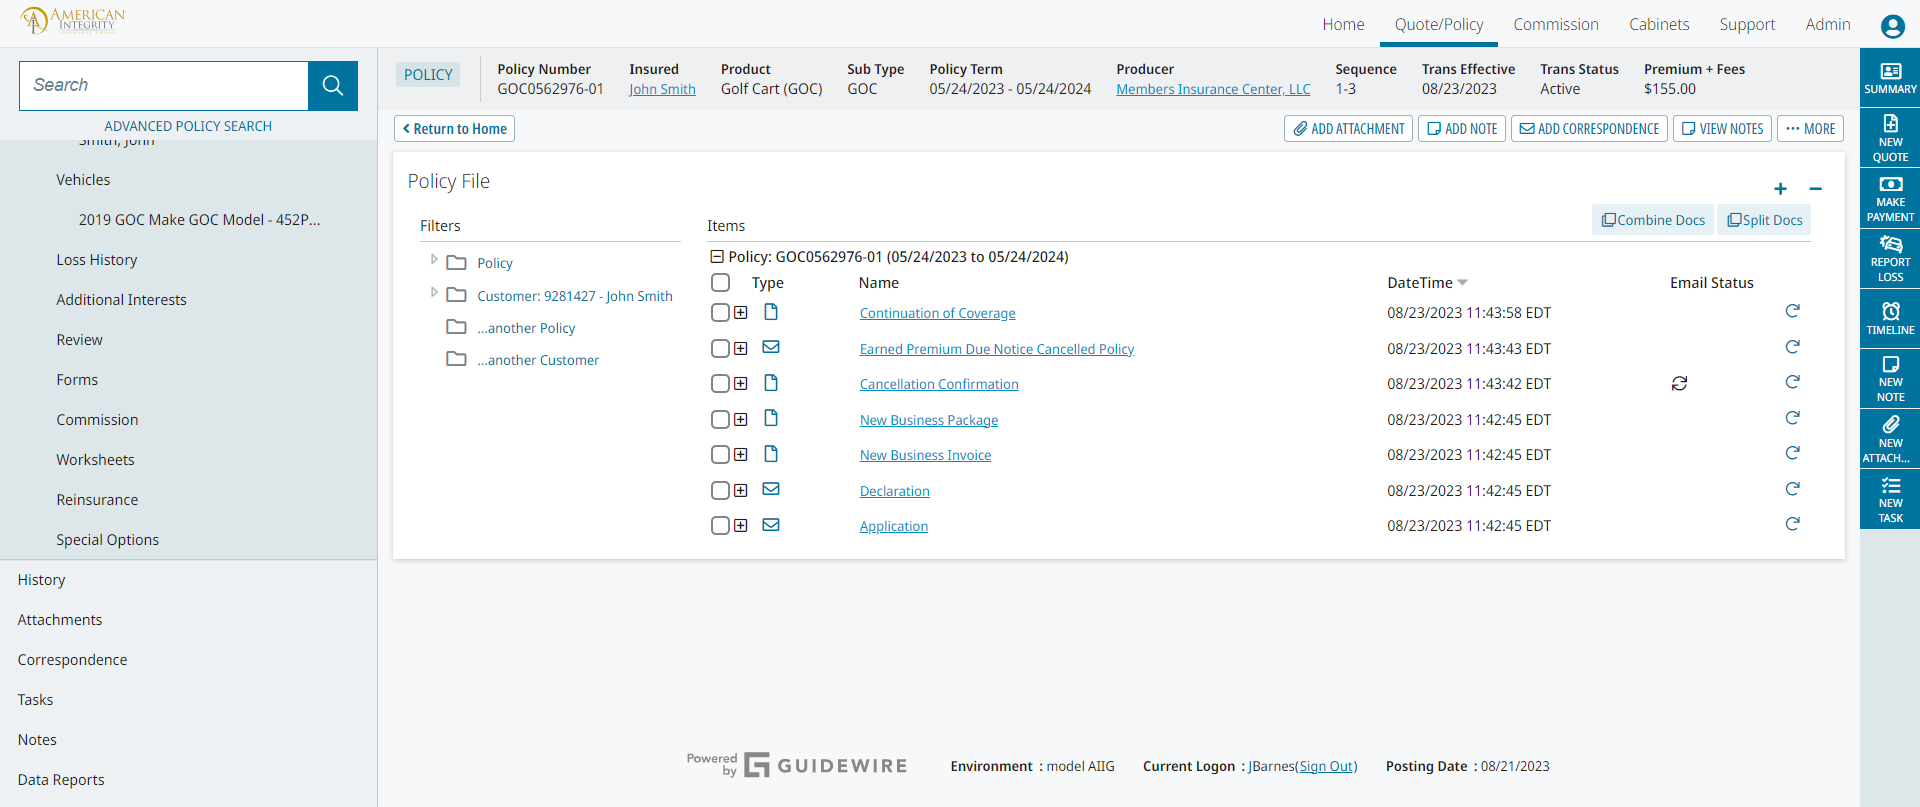 AMERICAN
INTEGRITY
Home Quote/Policy Commission Cabinets Support Admin
Search
ADVANCED POLICY SEARCH
Smith, John
Vehicles
2019 GOC Make GOC Model - 452P...
Loss History
Additional Interests
Review
Forms
Commission
Worksheets
Reinsurance
Special Options
History
Attachments
Correspondence
Tasks
Notes
Data Reports
POLICY
Policy Number Insured Product Sub Type Policy Term Producer Sequence Trans Effective Trans Status Premium + Fees
GOC0562976-01 John Smith Golf Cart (GOC) GOC 05/24/2023 - 05/24/2024 Members Insurance Center, LLC 1-3 08/23/2023 Active $155.00
Return to Home
ADD ATTACHMENT ADD NOTE ADD CORRESPONDENCE VIEW NOTES ··· MORE
Policy File
+ −
Filters
Policy
Customer: 9281427 - John Smith
...another Policy
...another Customer
Items
Combine Docs Split Docs
Policy: GOC0562976-01 (05/24/2023 to 05/24/2024)
Type Name DateTime Email Status
Continuation of Coverage 08/23/2023 11:43:58 EDT
Earned Premium Due Notice Cancelled Policy 08/23/2023 11:43:43 EDT
Cancellation Confirmation 08/23/2023 11:43:42 EDT
New Business Package 08/23/2023 11:42:45 EDT
New Business Invoice 08/23/2023 11:42:45 EDT
Declaration 08/23/2023 11:42:45 EDT
Application 08/23/2023 11:42:45 EDT
SUMMARY
NEW
QUOTE
MAKE
PAYMENT
REPORT
LOSS
TIMELINE
NEW
NOTE
NEW
ATTACH...
NEW
TASK
Powered
by
GUIDEWIRE
Environment : model AIIG Current Logon : JBarnes(Sign Out) Posting Date : 08/21/2023